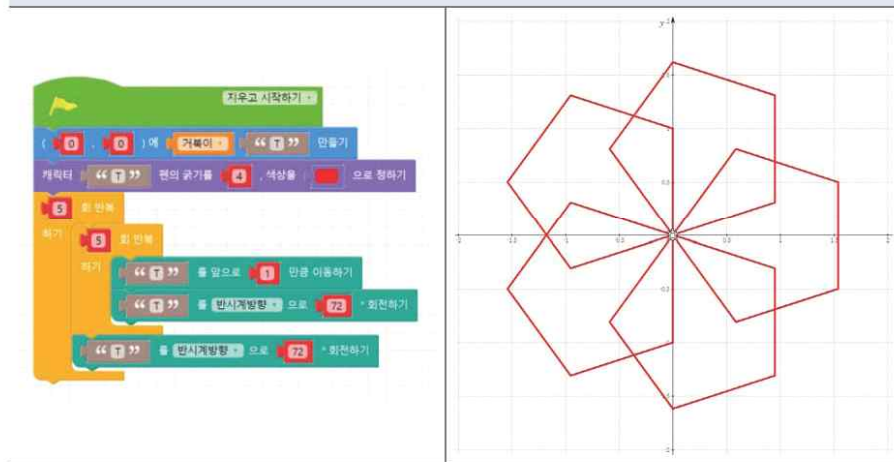 지우고 시작하기
( 0 , 0 ) 에 거북이 “ T ” 만들기
캐릭터 “ T ” 펜의 굵기를 4 , 색상을 으로 정하기
5 회 반복
하기 5 회 반복
하기 “ T ” 를 앞으로 1 만큼 이동하기
“ T ” 를 반시계방향 으로 72 ° 회전하기
“ T ” 를 반시계방향 으로 72 ° 회전하기
y